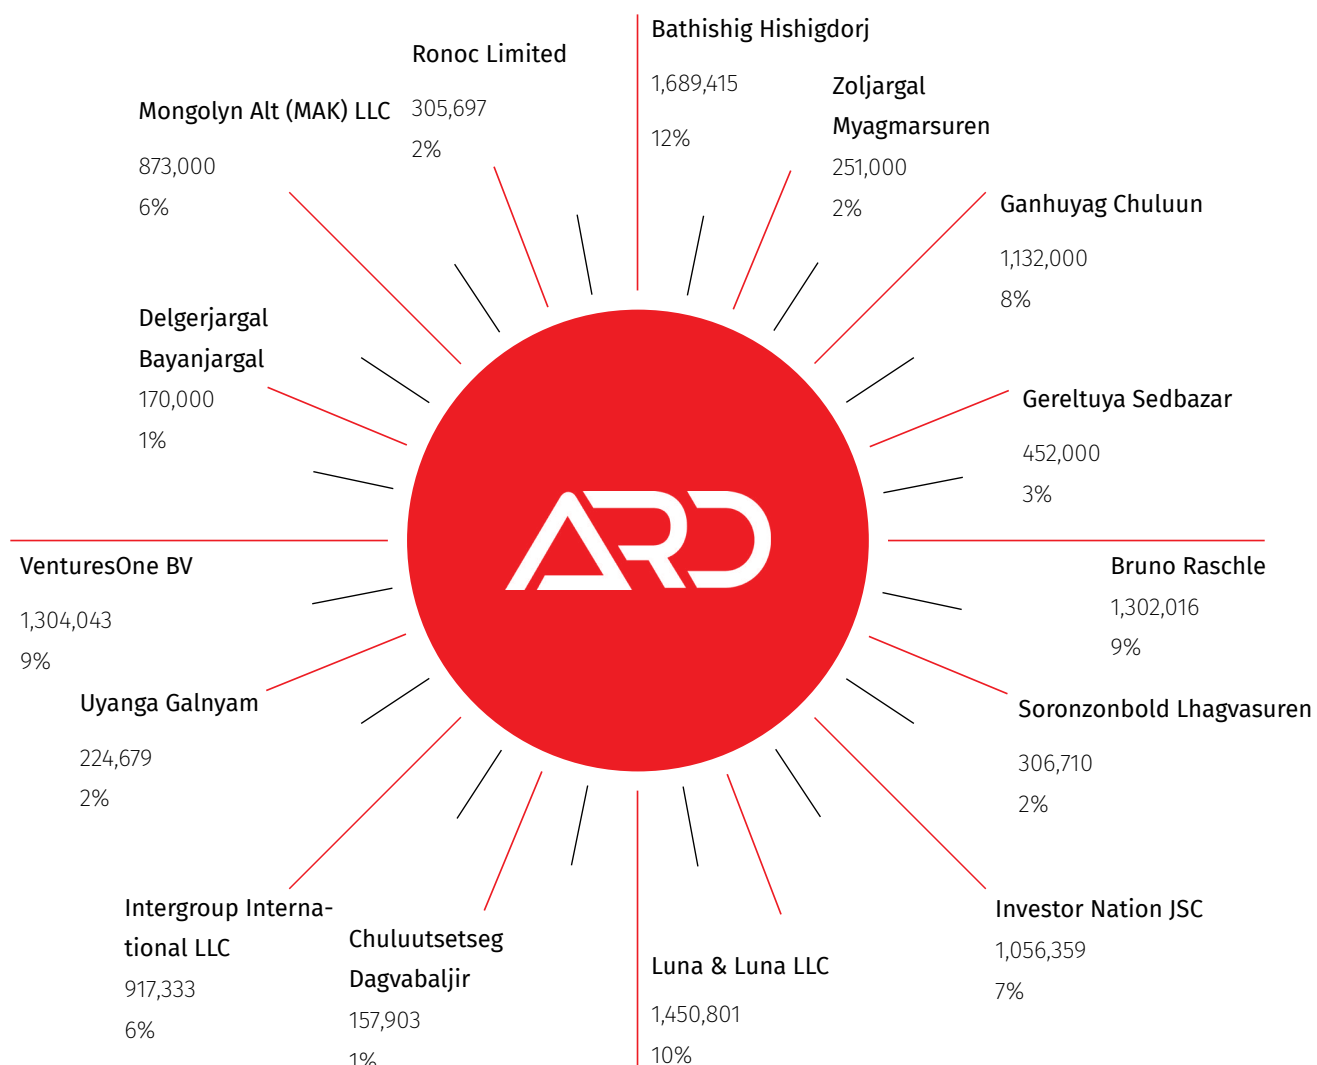 Bathishig Hishigdorj
1,689,415
12%
Ronoc Limited
305,697
2%
Zoljargal
Myagmarsuren
251,000
2%
Mongolyn Alt (MAK) LLC
873,000
6%
Ganhuyag Chuluun
1,132,000
8%
Delgerjargal
Bayanjargal
170,000
1%
Gereltuya Sedbazar
452,000
3%
ARD
VenturesOne BV
1,304,043
9%
Bruno Raschle
1,302,016
9%
Uyanga Galnyam
224,679
2%
Soronzonbold Lhagvasuren
306,710
2%
Intergroup Interna-
tional LLC
917,333
6%
Chuluutsetseg
Dagvabaljir
157,903
1%
Luna & Luna LLC
1,450,801
10%
Investor Nation JSC
1,056,359
7%